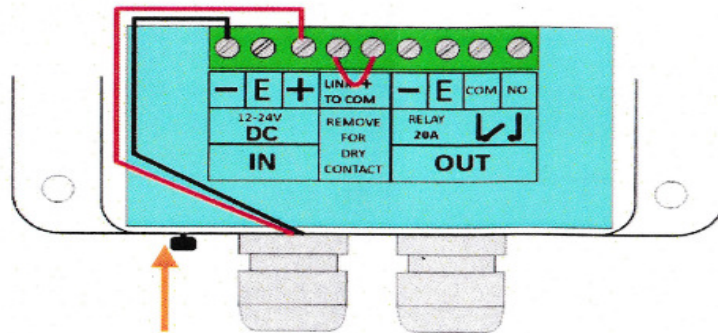 − E + LINK + − E COM NO
TO COM
12-24V REMOVE RELAY
DC FOR 20A
IN DRY OUT
CONTACT